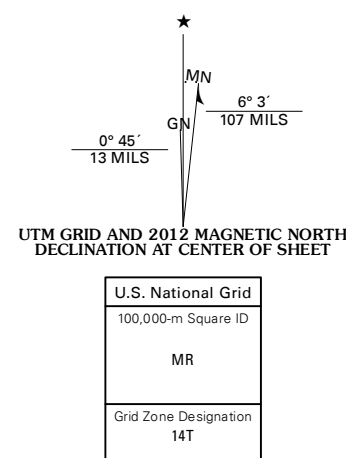 ★
MN
GN
6° 3´
107 MILS
0° 45´
13 MILS
UTM GRID AND 2012 MAGNETIC NORTH
DECLINATION AT CENTER OF SHEET
U.S. National Grid
100,000-m Square ID
MR
Grid Zone Designation
14T